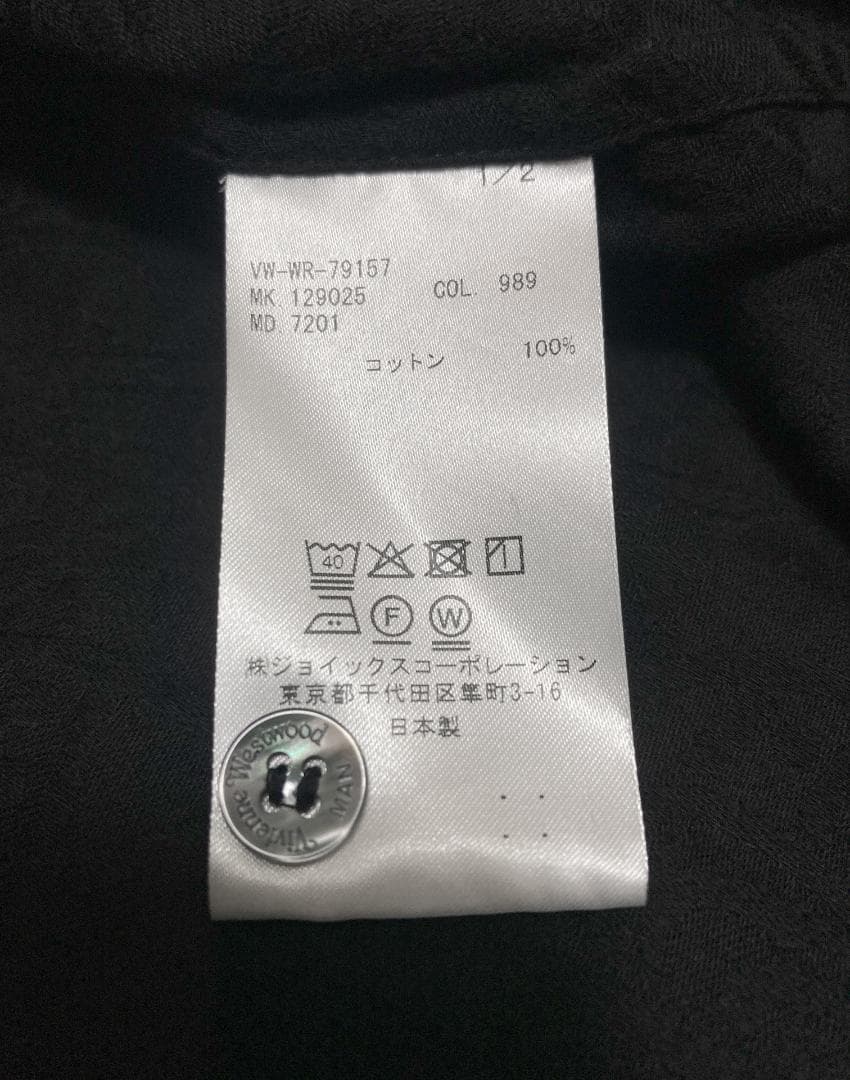 1/2
VW-WR-79157
MK. 129025 COL. 989
MD. 7201
コットン 100%
40
F W
㈱ジョイックスコーポレーション
東京都千代田区隼町3-16
日本製
Vivienne Westwood MAN